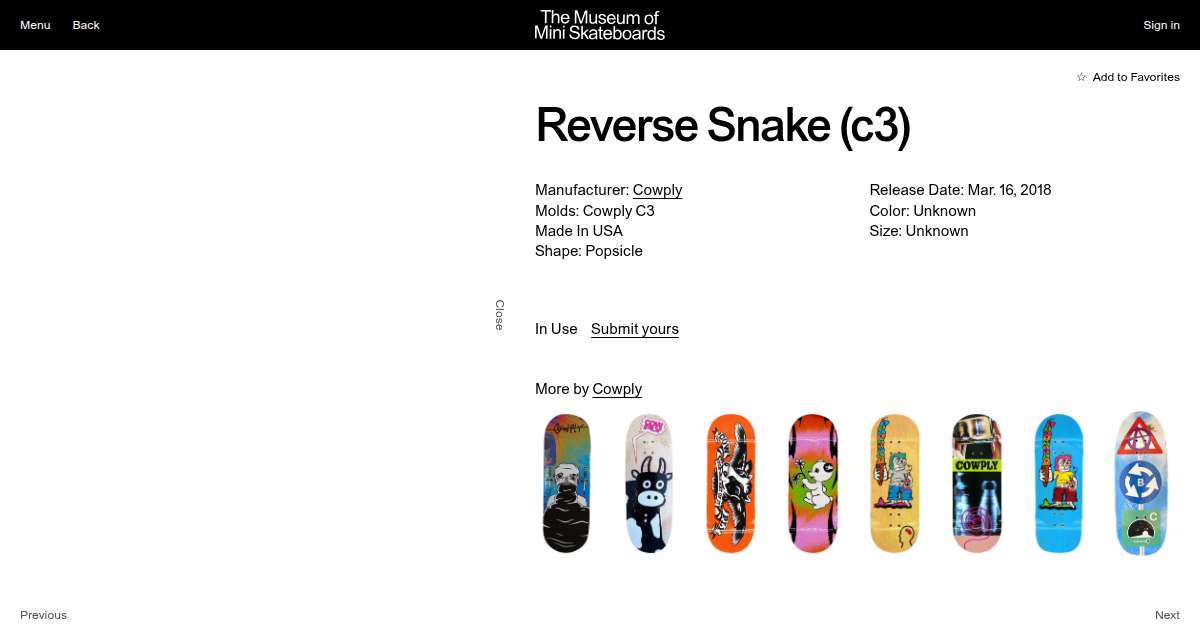 Menu
Back
The Museum of
Mini Skateboards
Sign in
☆ Add to Favorites
Reverse Snake (c3)
Manufacturer: Cowply
Molds: Cowply C3
Made In USA
Shape: Popsicle
Release Date: Mar. 16, 2018
Color: Unknown
Size: Unknown
Close
In Use
Submit yours
More by Cowply
COWPLY
B
C
Previous
Next